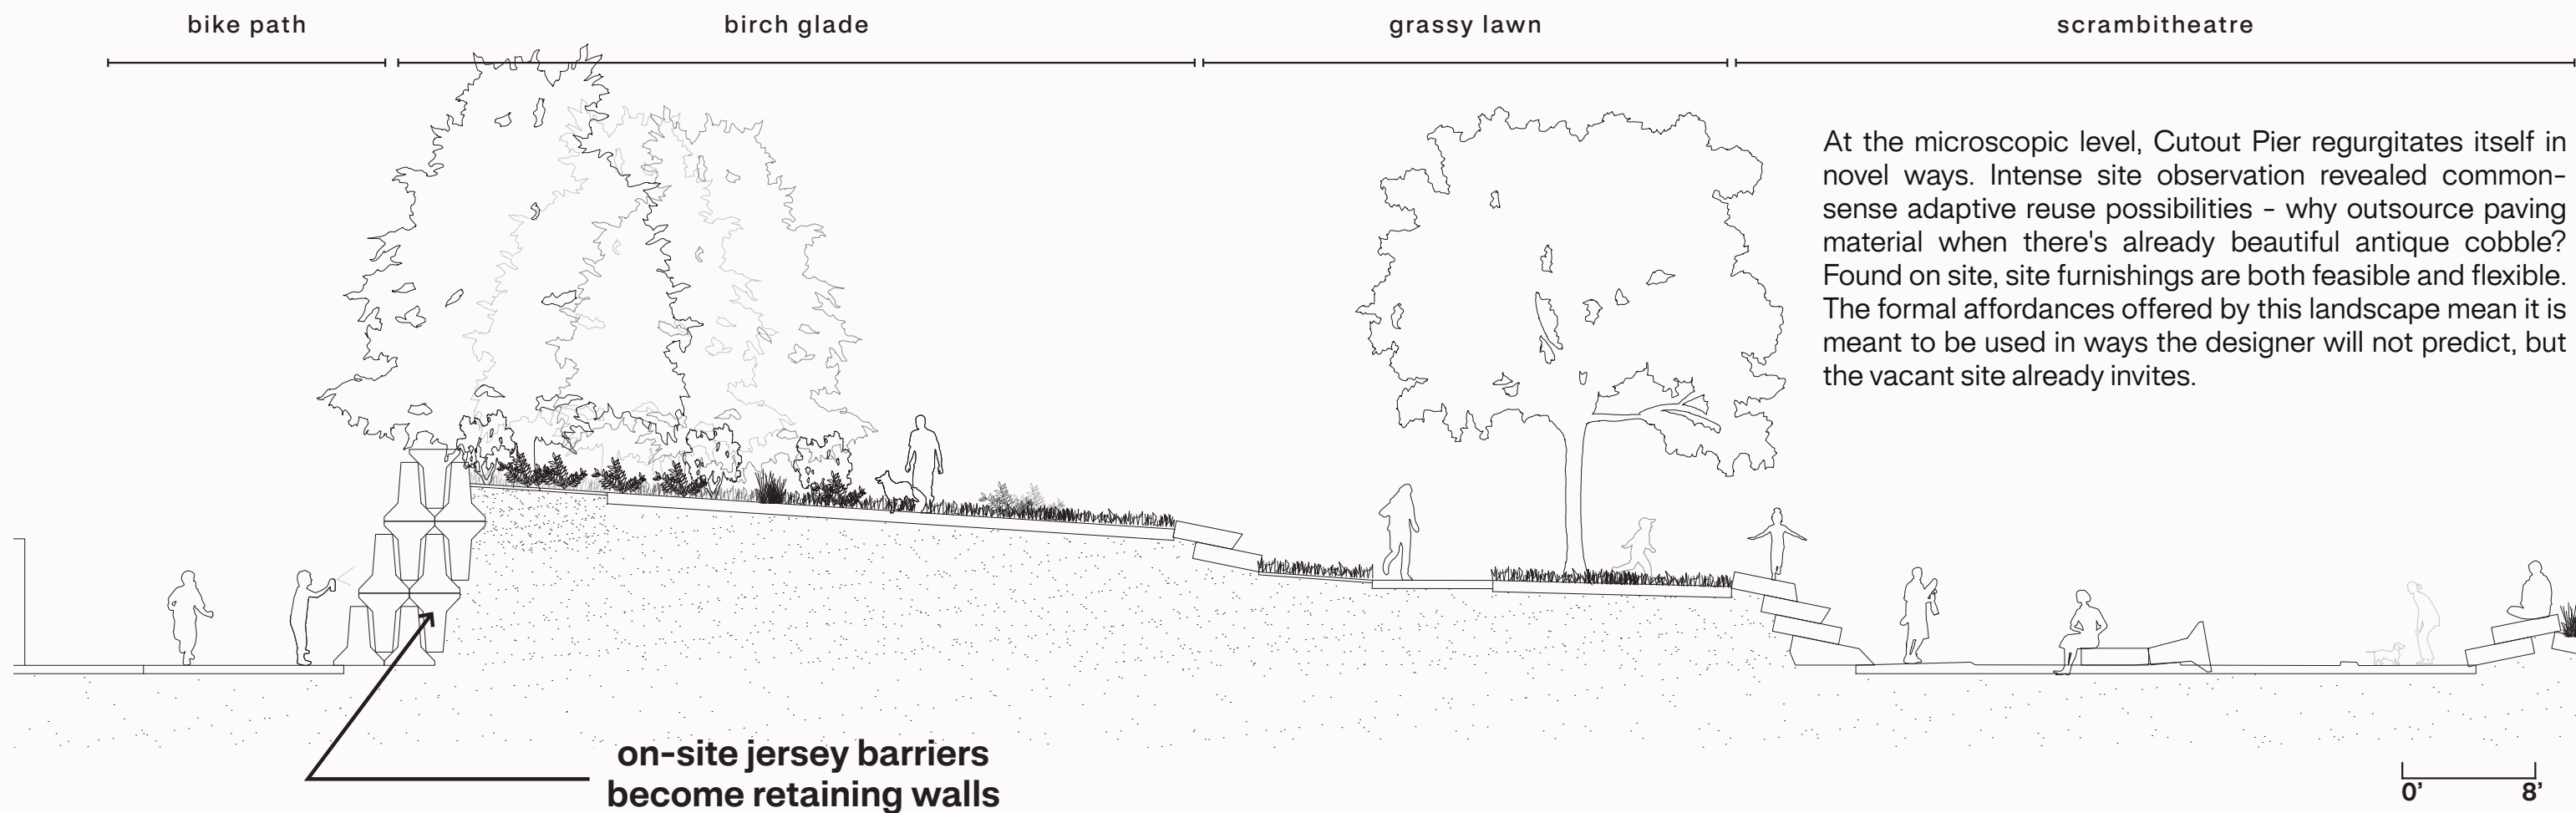 bike path
birch glade
grassy lawn
scrambitheatre
At the microscopic level, Cutout Pier regurgitates itself in
novel ways. Intense site observation revealed common-
sense adaptive reuse possibilities - why outsource paving
material when there's already beautiful antique cobble?
Found on site, site furnishings are both feasible and flexible.
The formal affordances offered by this landscape mean it is
meant to be used in ways the designer will not predict, but
the vacant site already invites.
on-site jersey barriers
become retaining walls
0’ 8’